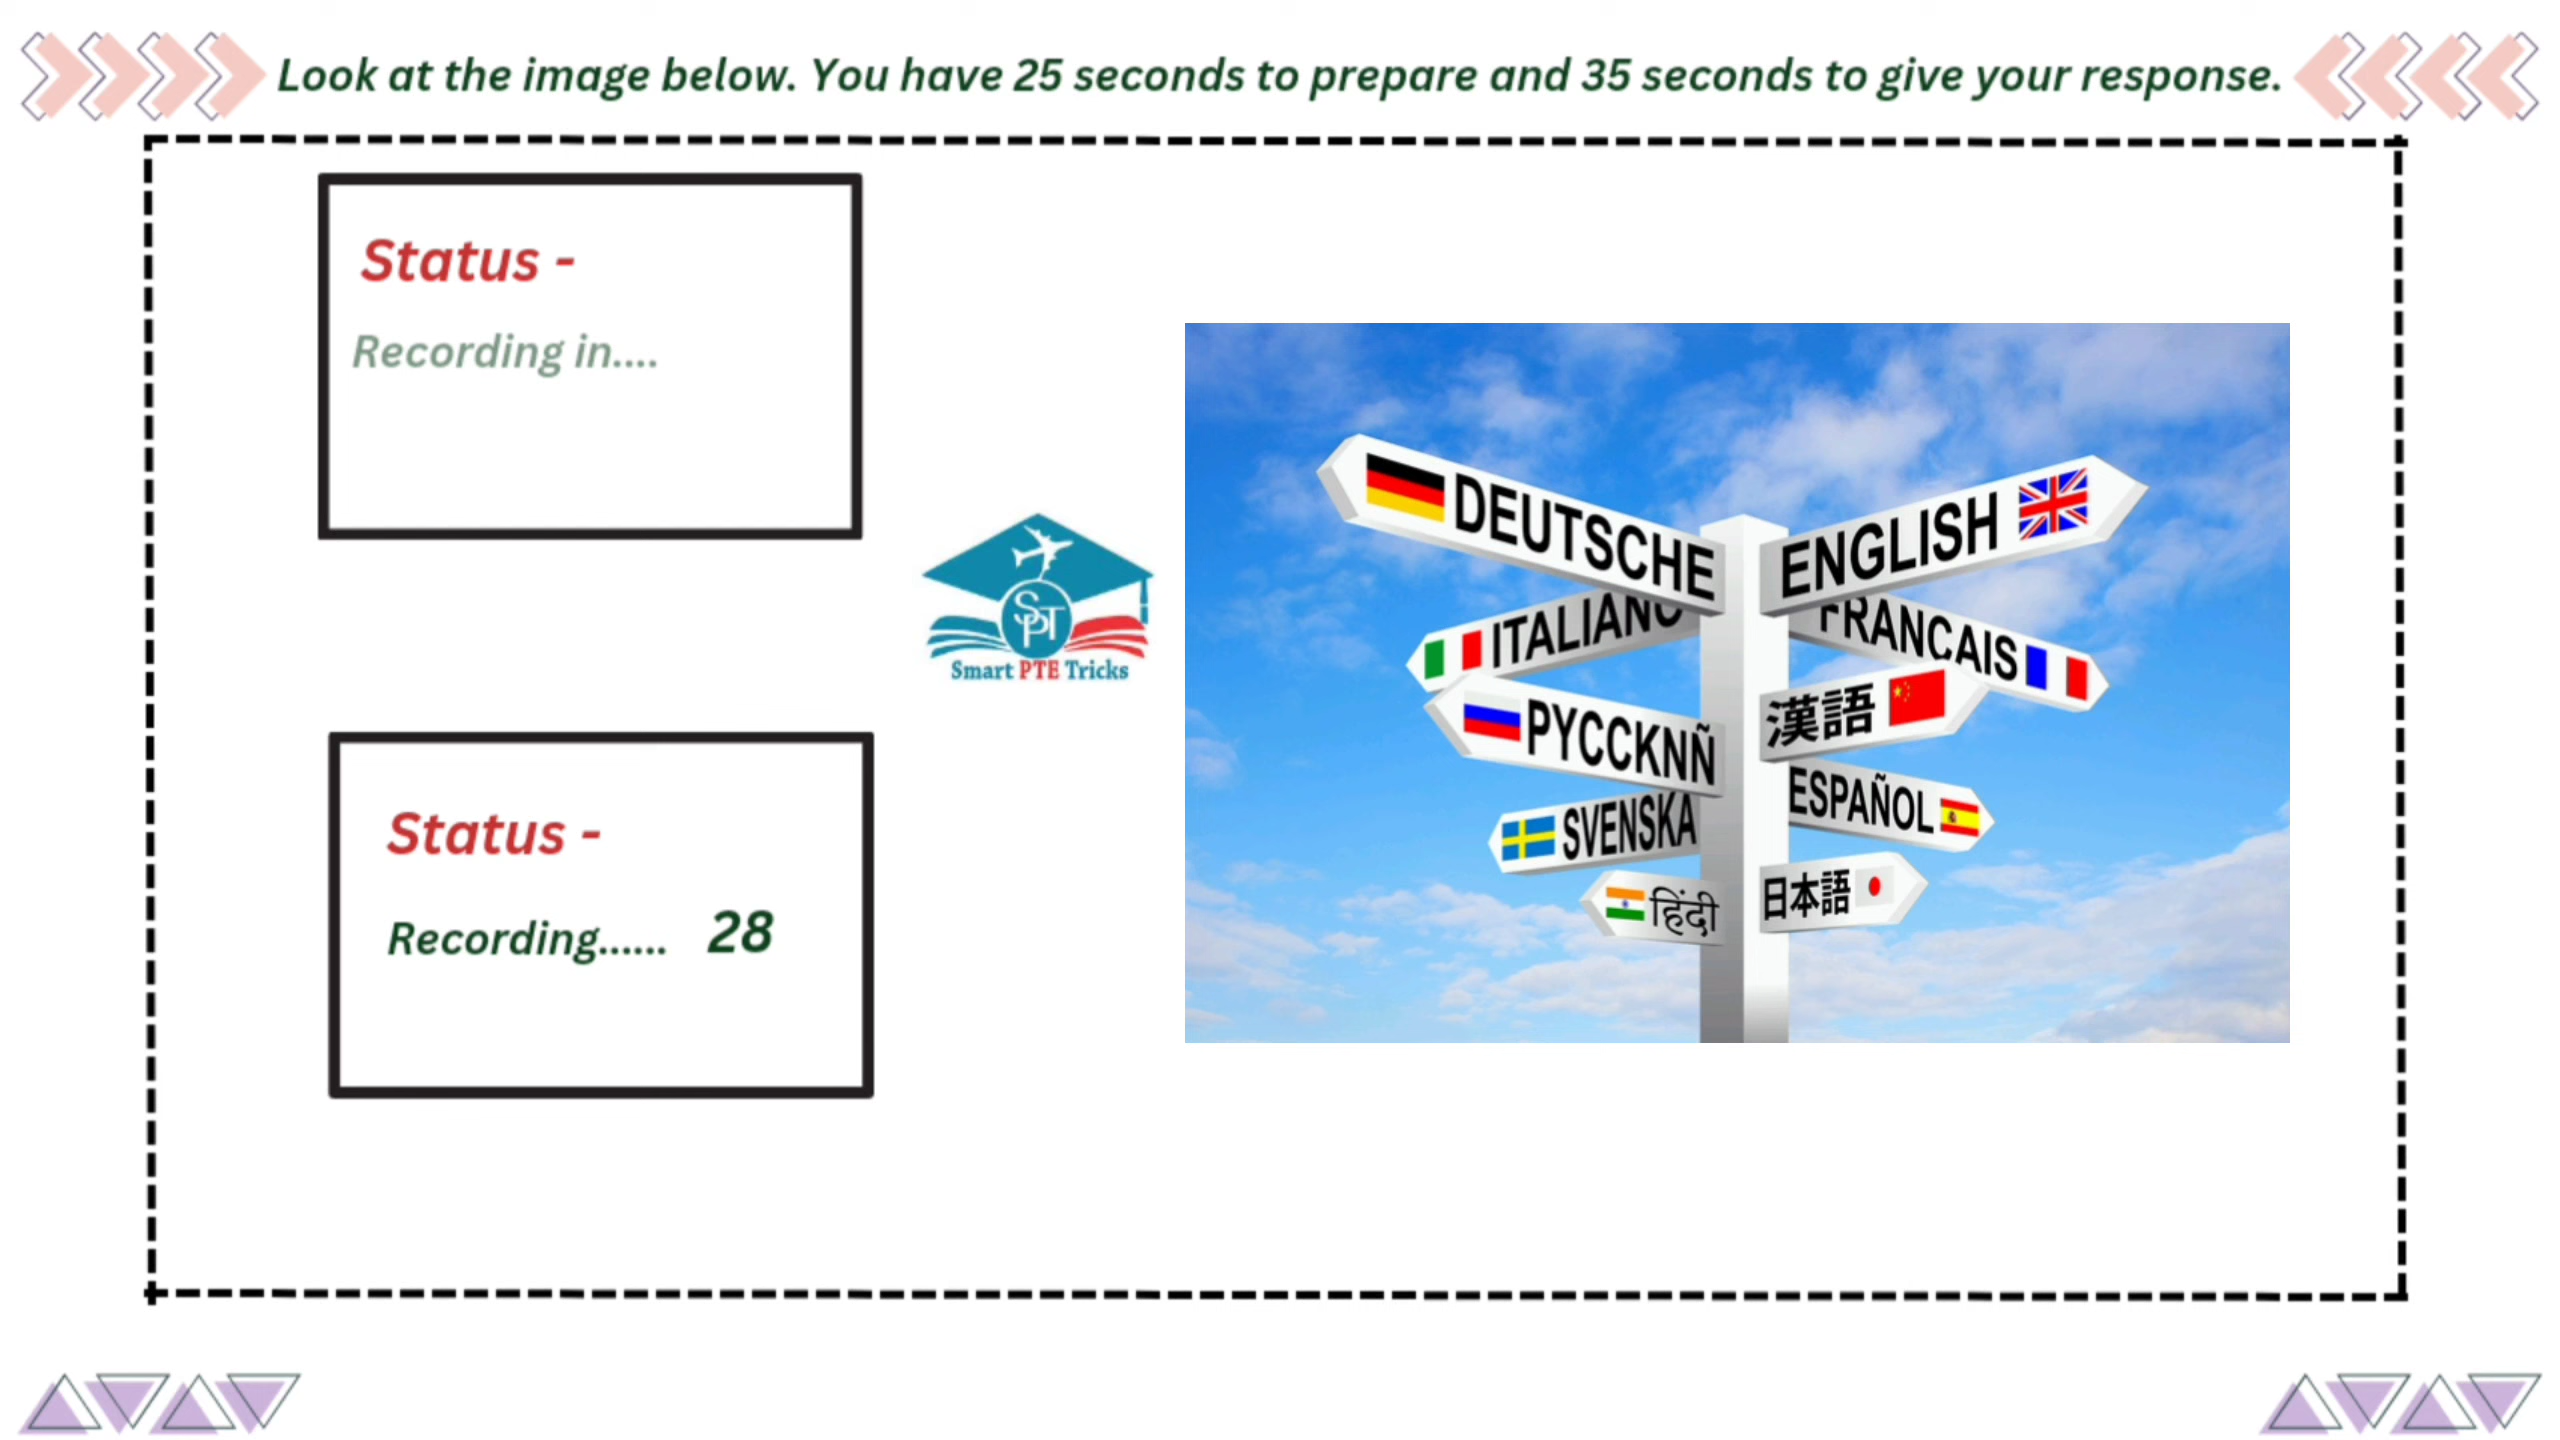 Look at the image below. You have 25 seconds to prepare and 35 seconds to give your response.
Status -
Recording in....
Status -
Recording...... 28
SPT
Smart PTE Tricks
DEUTSCHE
ENGLISH
ITALIANO
FRANÇAIS
PYCCKNÑ
漢語
SVENSKA
ESPAÑOL
हिंदी
日本語